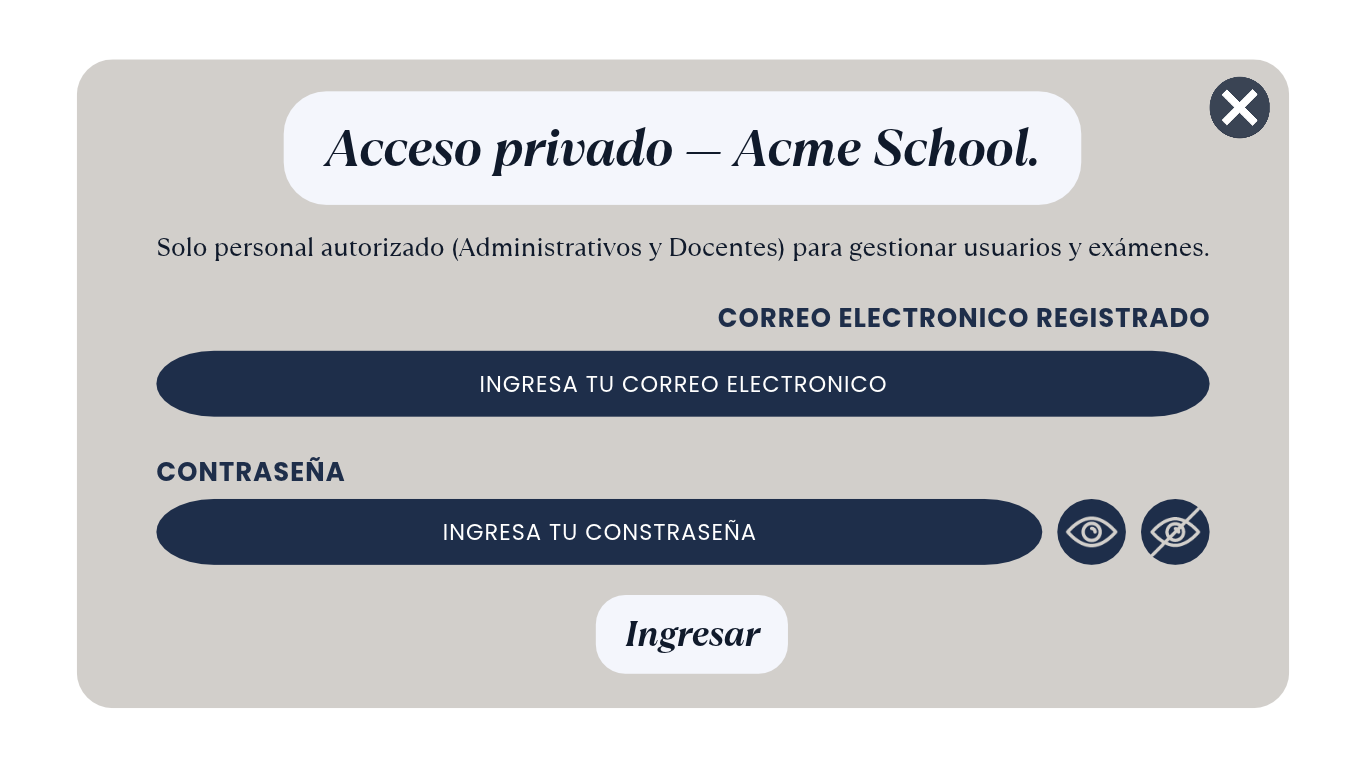 Acceso privado — Acme School.
Solo personal autorizado (Administrativos y Docentes) para gestionar usuarios y exámenes.
CORREO ELECTRONICO REGISTRADO
INGRESA TU CORREO ELECTRONICO
CONTRASEÑA
INGRESA TU CONSTRASEÑA
Ingresar